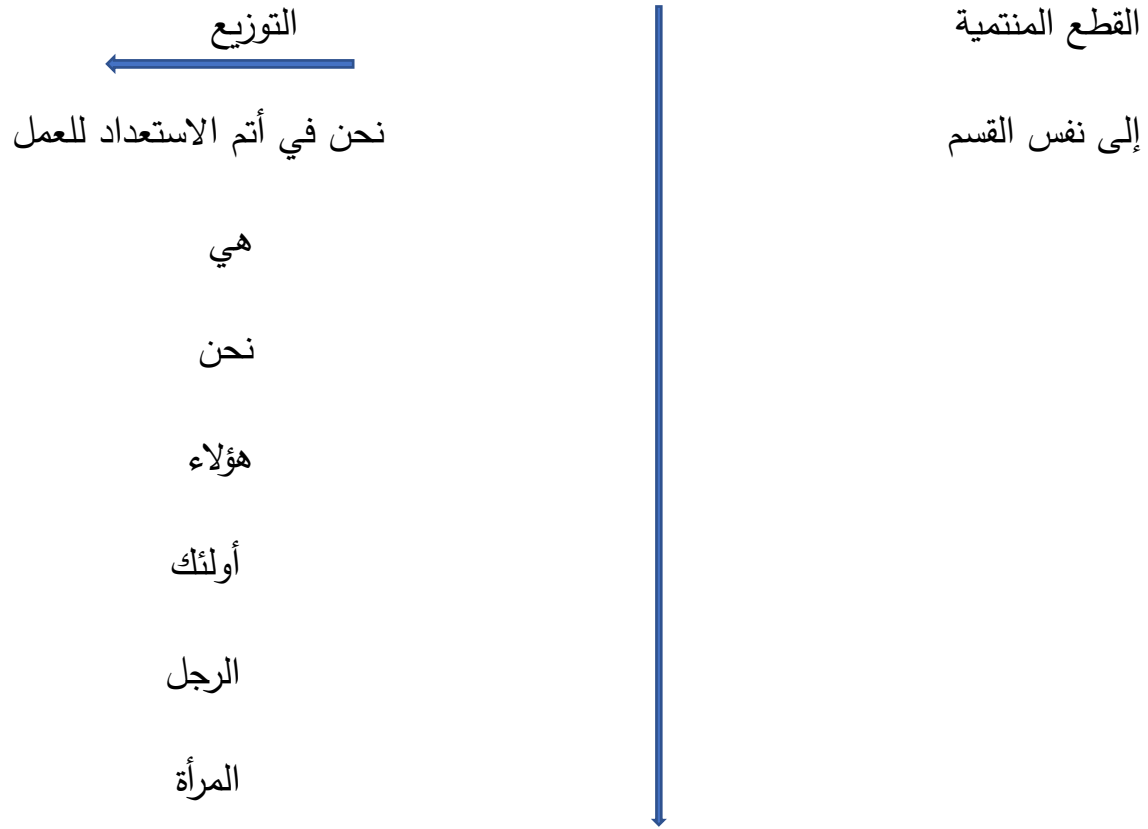 القطع المنتمية
التوزيع
إلى نفس القسم
نحن في أتم الاستعداد للعمل
هي
نحن
هؤلاء
أولئك
الرجل
المرأة